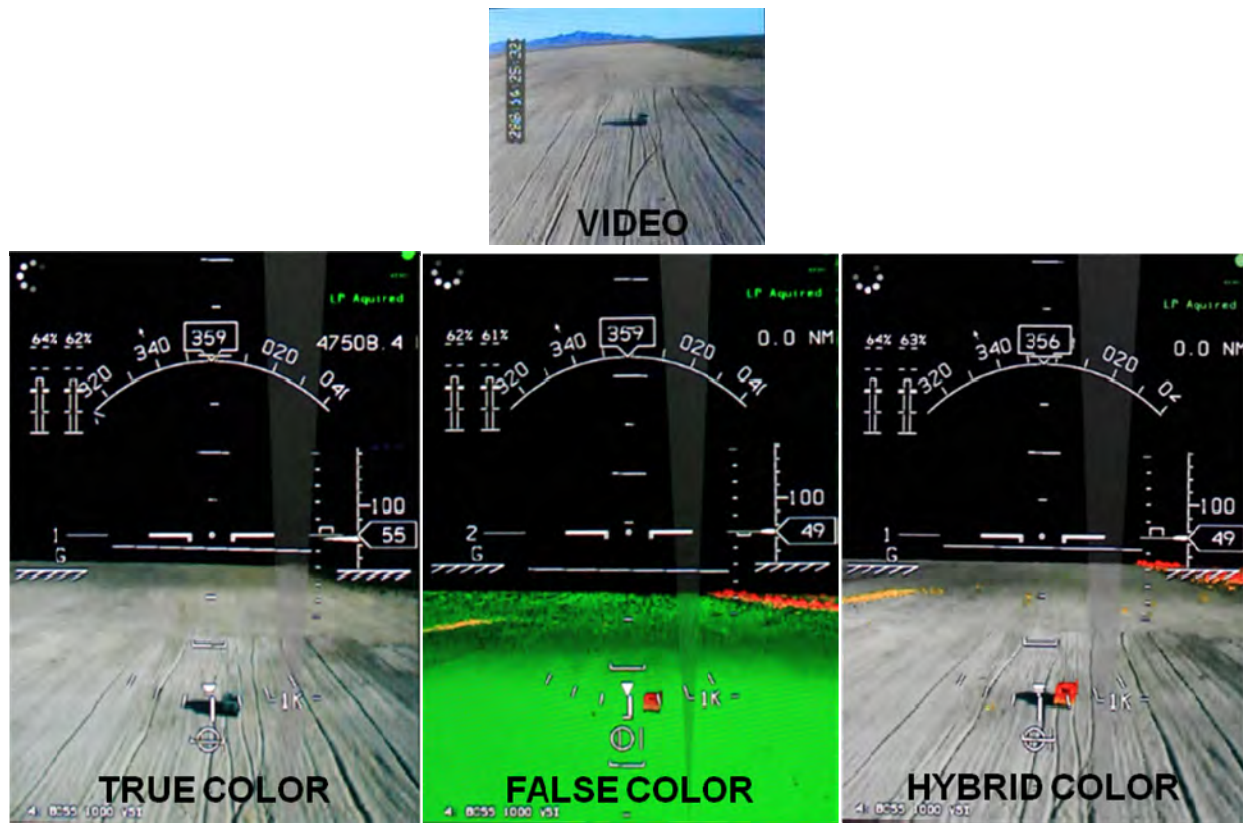 VIDEO
LP Aquired
64% 62%
359
47508.4
320 340 020 04
100
1
55
G
1K
TRUE COLOR
LP Aquired
62% 61%
359
0.0 NM
320 340 020 04
100
2
49
G
1K
FALSE COLOR
LP Aquired
64% 63%
356
0.0 NM
320 340 020
100
1
49
G
1K
HYBRID COLOR